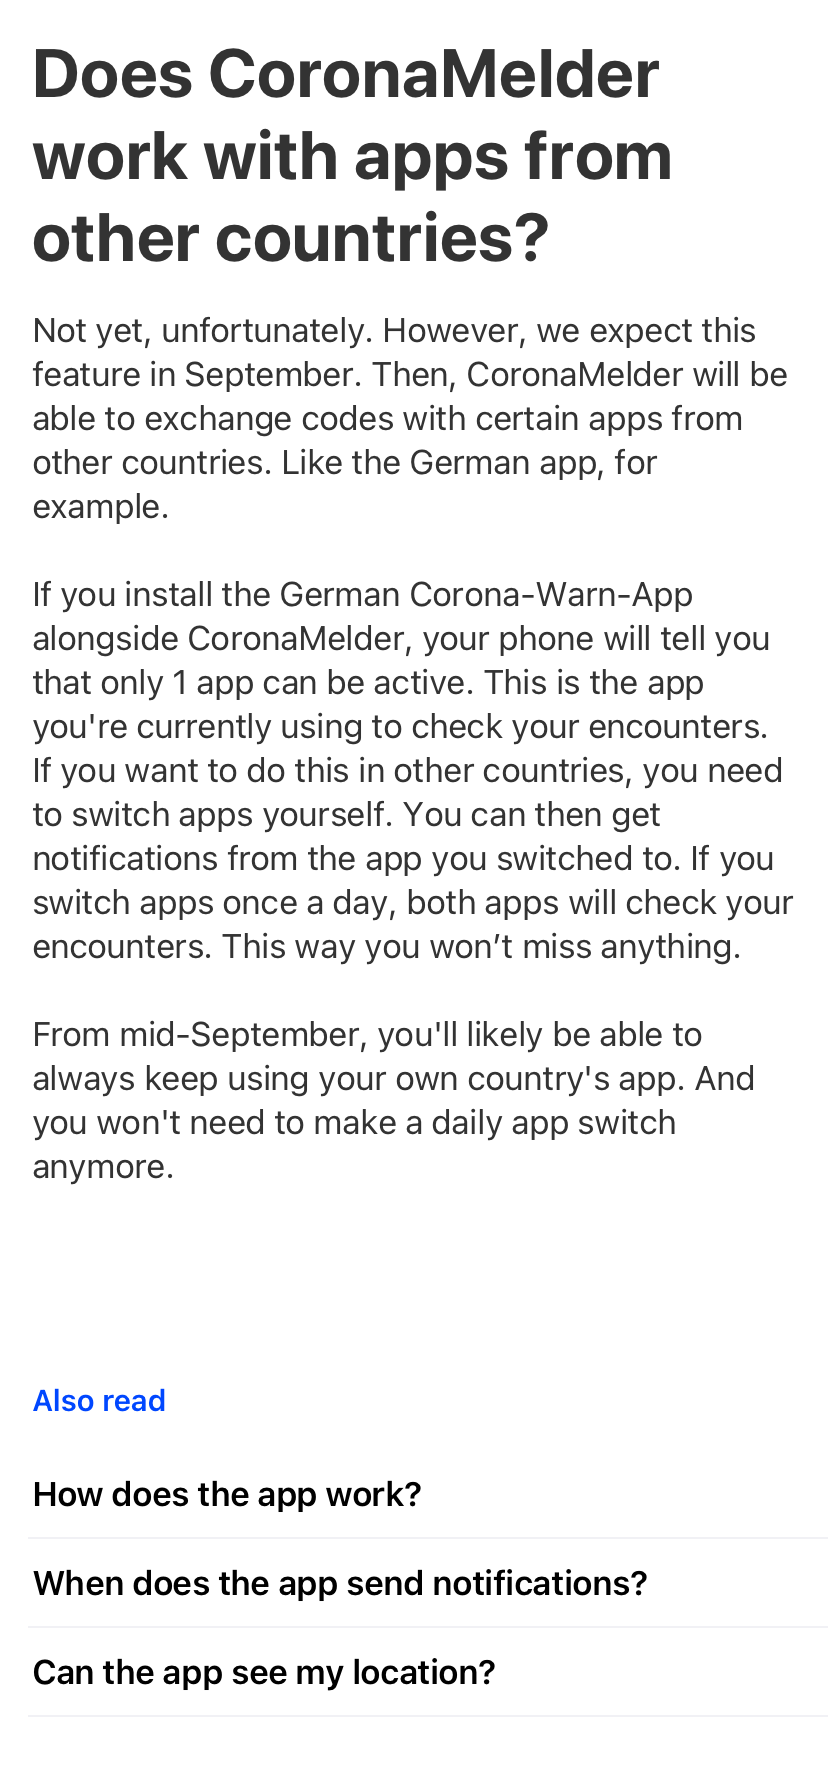 Does CoronaMelder
work with apps from
other countries?
Not yet, unfortunately. However, we expect this
feature in September. Then, CoronaMelder will be
able to exchange codes with certain apps from
other countries. Like the German app, for
example.
If you install the German Corona-Warn-App
alongside CoronaMelder, your phone will tell you
that only 1 app can be active. This is the app
you're currently using to check your encounters.
If you want to do this in other countries, you need
to switch apps yourself. You can then get
notifications from the app you switched to. If you
switch apps once a day, both apps will check your
encounters. This way you won’t miss anything.
From mid-September, you'll likely be able to
always keep using your own country's app. And
you won't need to make a daily app switch
anymore.
Also read
How does the app work?
When does the app send notifications?
Can the app see my location?